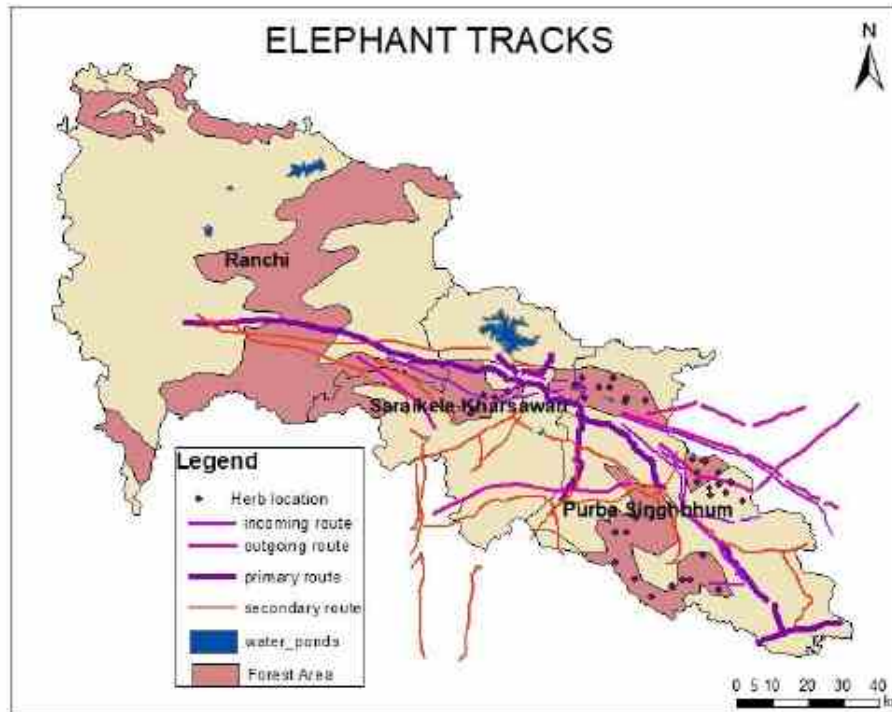 ELEPHANT TRACKS
N
Ranchi
Saraikela-Kharsawan
Purba Singhbhum
Legend
Herb location
incoming route
outgoing route
primary route
secondary route
water_ponds
Forest Area
0 5 10 20 30 40